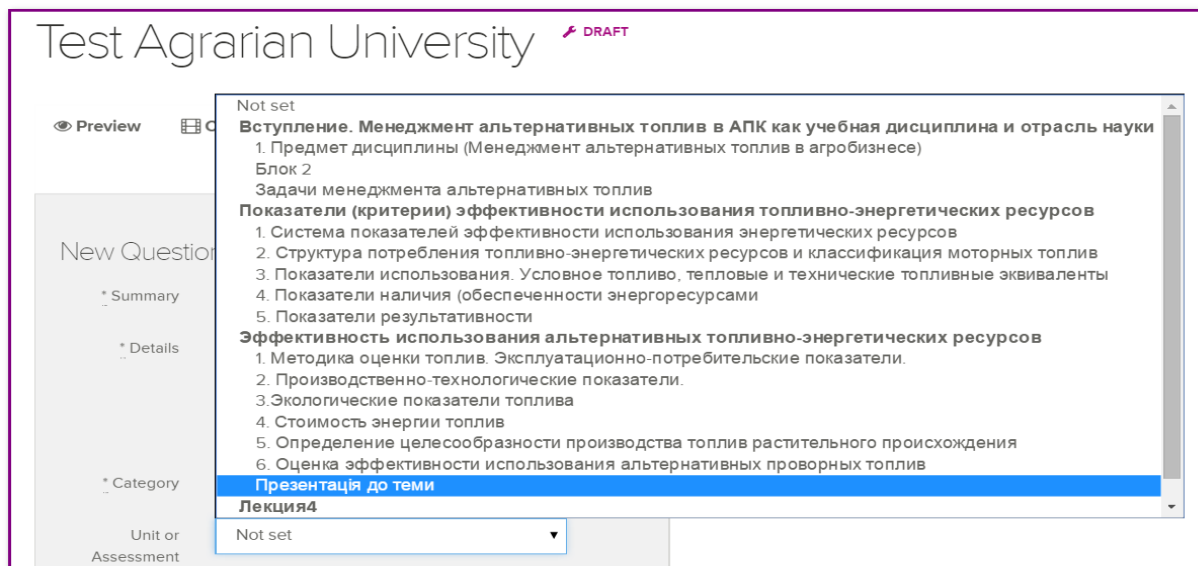 Test Agrarian University DRAFT
Preview
Not set
Вступление. Менеджмент альтернативных топлив в АПК как учебная дисциплина и отрасль науки
1. Предмет дисциплины (Менеджмент альтернативных топлив в агробизнесе)
Блок 2
Задачи менеджмента альтернативных топлив
Показатели (критерии) эффективности использования топливно-энергетических ресурсов
1. Система показателей эффективности использования энергетических ресурсов
2. Структура потребления топливно-энергетических ресурсов и классификация моторных топлив
3. Показатели использования. Условное топливо, тепловые и технические топливные эквиваленты
4. Показатели наличия (обеспеченности энергоресурсами
5. Показатели результативности
Эффективность использования альтернативных топливно-энергетических ресурсов
1. Методика оценки топлив. Эксплуатационно-потребительские показатели.
2. Производственно-технологические показатели.
3.Экологические показатели топлива
4. Стоимость энергии топлив
5. Определение целесообразности производства топлив растительного происхождения
6. Оценка эффективности использования альтернативных проворных топлив
Презентація до теми
Лекция4
New Question
* Summary
* Details
* Category
Unit or
Assessment
Not set